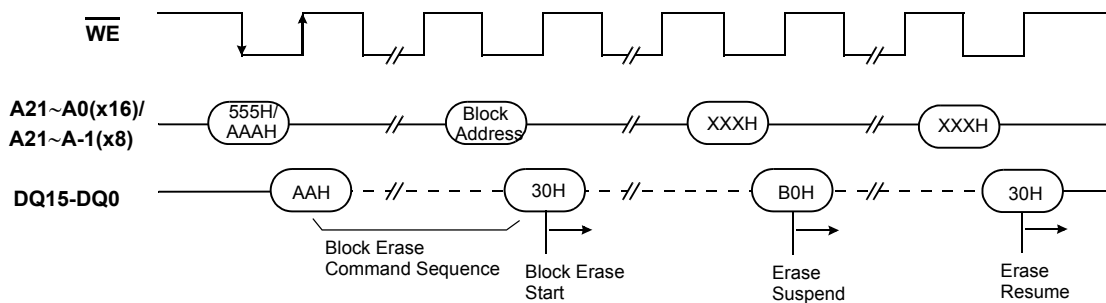 WE
A21~A0(x16)/
A21~A-1(x8)
555H/
AAAH
Block
Address
XXXH
XXXH
DQ15-DQ0
AAH
30H
B0H
30H
Block Erase
Command Sequence
Block Erase
Start
Erase
Suspend
Erase
Resume